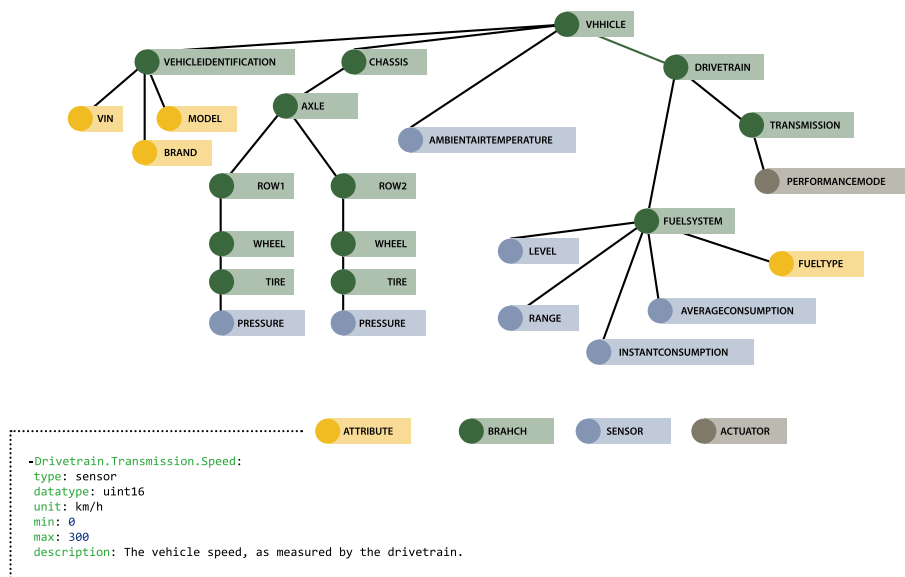 VHHICLE
VEHICLEIDENTIFICATION
CHASSIS
DRIVETRAIN
AXLE
VIN
MODEL
TRANSMISSION
AMBIENTAIRTEMPERATURE
BRAND
PERFORMANCEMODE
ROW1
ROW2
FUELSYSTEM
WHEEL
WHEEL
LEVEL
FUELTYPE
TIRE
TIRE
AVERAGECONSUMPTION
RANGE
PRESSURE
PRESSURE
INSTANTCONSUMPTION
ATTRIBUTE
BRAHCH
SENSOR
ACTUATOR
-Drivetrain.Transmission.Speed:
type: sensor
datatype: uint16
unit: km/h
min: 0
max: 300
description: The vehicle speed, as measured by the drivetrain.